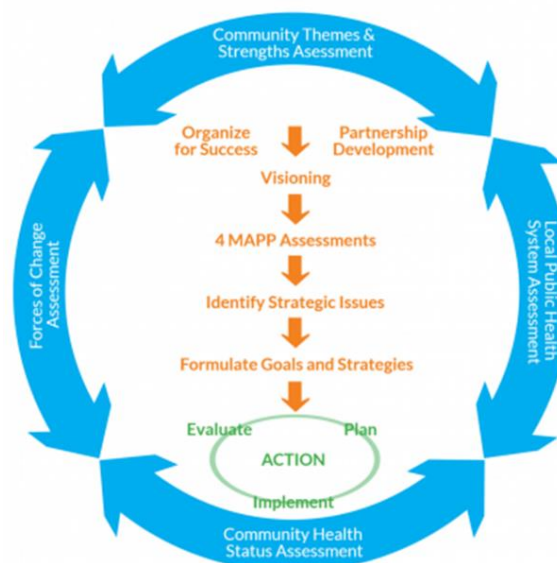 Community Themes &
Strengths Asessment
Organize
for Success
Partnership
Development
Visioning
4 MAPP Assessments
Identify Strategic Issues
Formulate Goals and Strategies
Forces of Change
Assessment
Local Public Health
System Assessment
Evaluate
Plan
ACTION
Implement
Community Health
Status Assessment